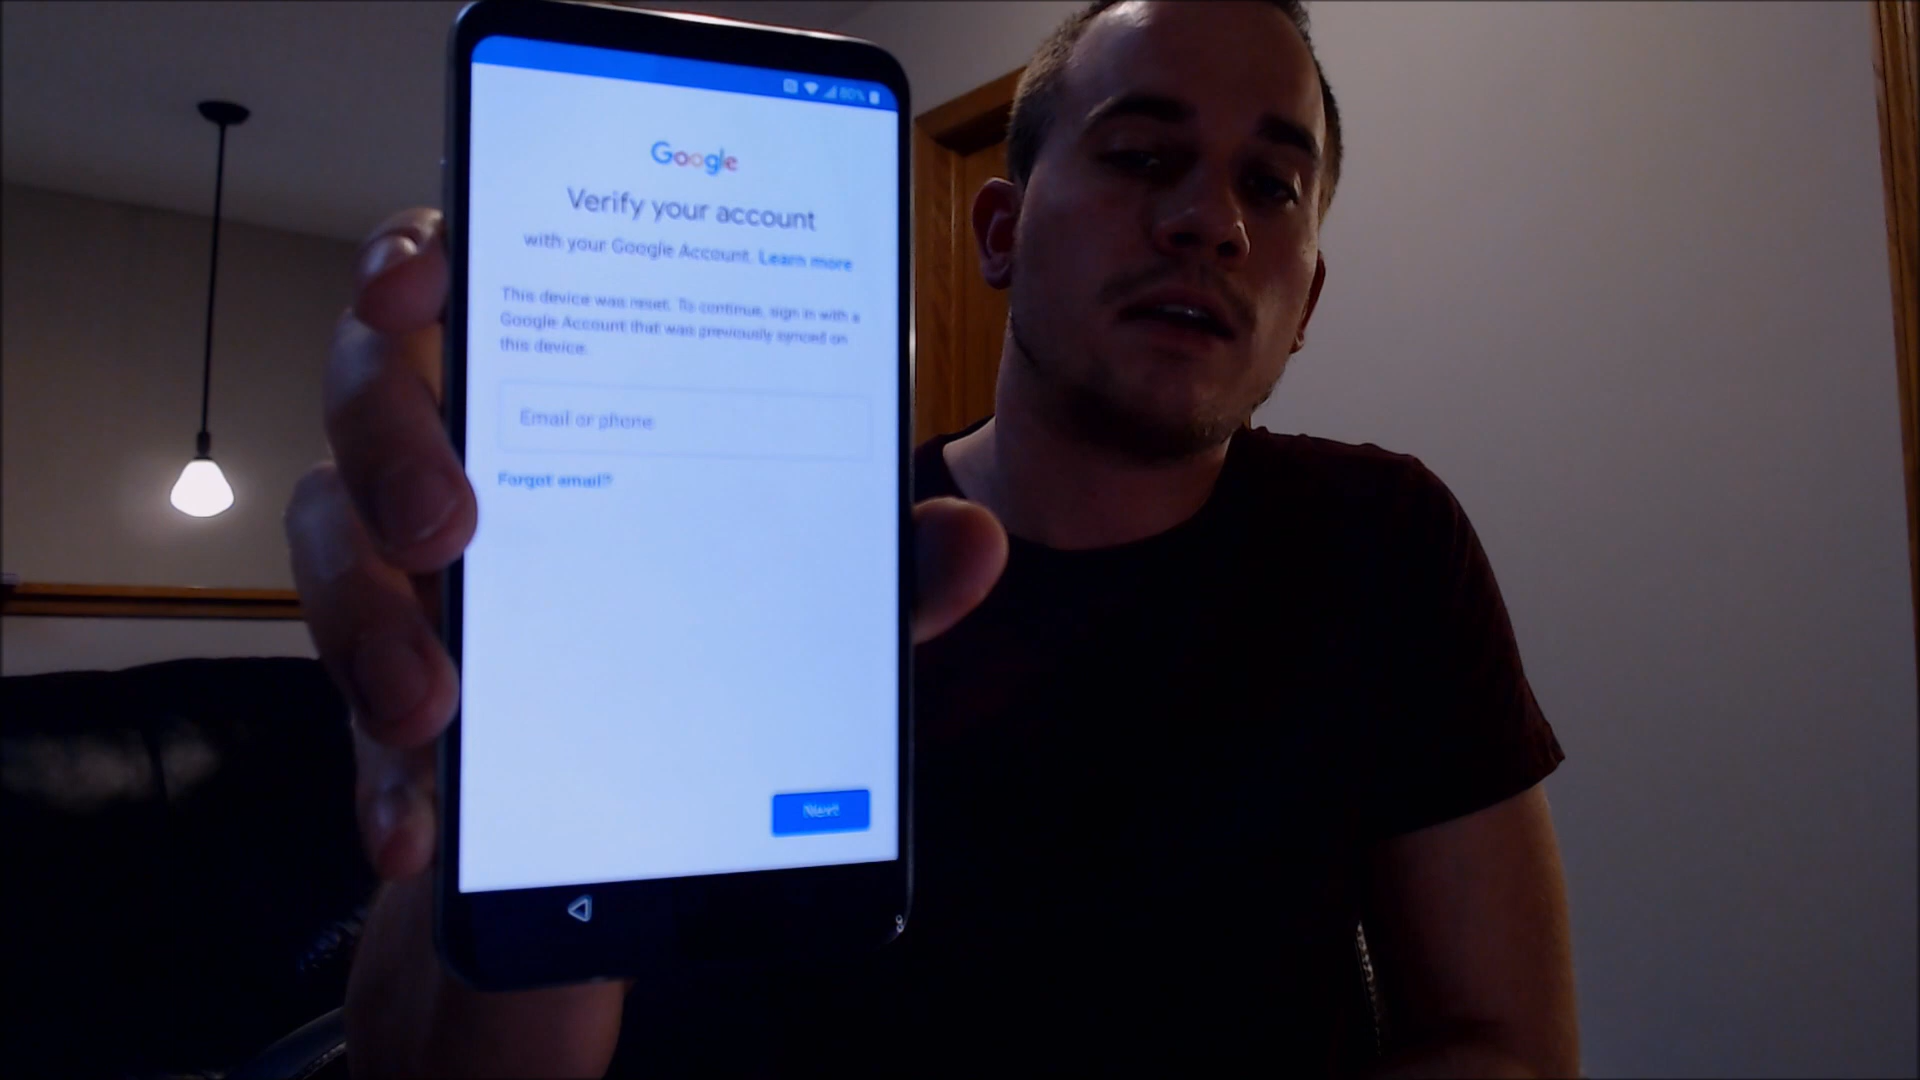 80%
Google
Verify your account
with your Google Account. Learn more
This device was reset. To continue, sign in with a
Google Account that was previously synced on
this device.
Email or phone
Forgot email?
Next